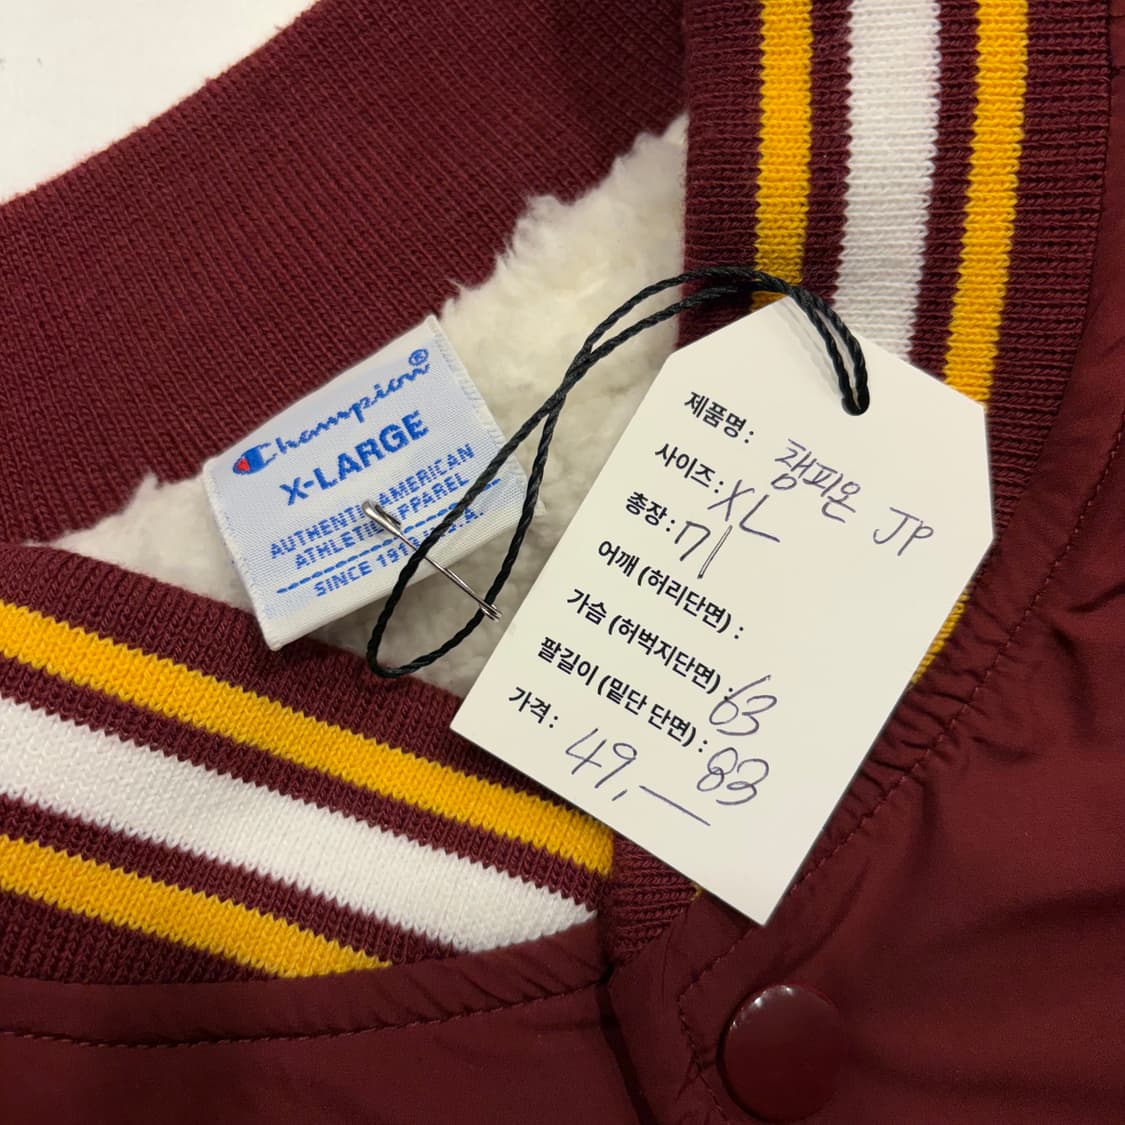 Champion®
X-LARGE
AUTHENTIC AMERICAN
ATHLETIC APPAREL
SINCE 1919 U.S.A.
제품명: 챔피온 JP
사이즈: XL
총장: 71
어깨 (허리단면) :
가슴 (허벅지단면) : 63
팔길이 (밑단 단면) : 83
가격: 49,—